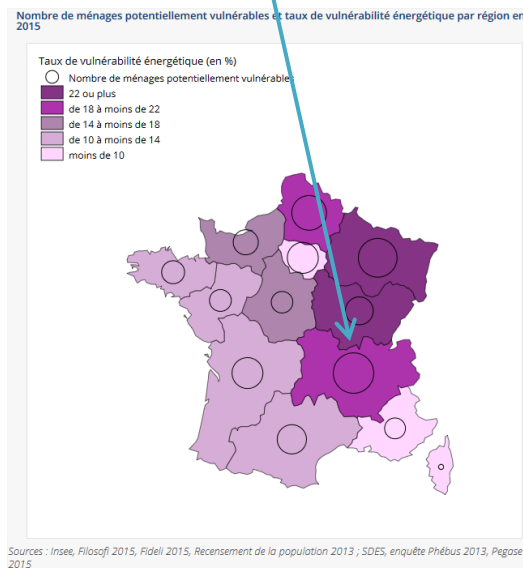 Nombre de ménages potentiellement vulnérables et taux de vulnérabilité énergétique par région en
2015
Taux de vulnérabilité énergétique (en %)
Nombre de ménages potentiellement vulnérables
22 ou plus
de 18 à moins de 22
de 14 à moins de 18
de 10 à moins de 14
moins de 10
Sources : Insee, Filosofi 2015, Fideli 2015, Recensement de la population 2013 ; SDES, enquête Phébus 2013, Pegase
2015